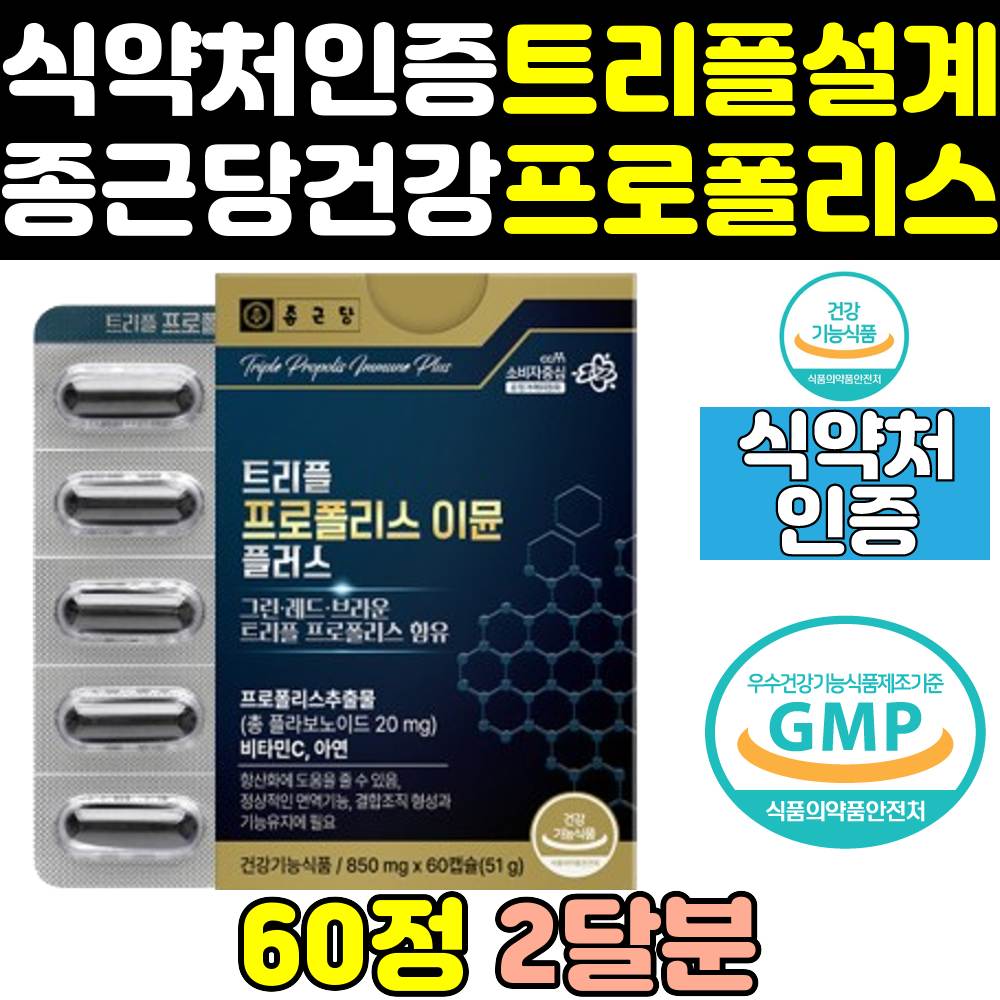 식약처인증트리플설계
종근당건강프로폴리스
트리플 프로폴
종근당
Triple Propolis Immune Plus
ccm
소비자중심
트리플
프로폴리스 이뮨
플러스
그린·레드·브라운
트리플 프로폴리스 함유
프로폴리스추출물
(총 플라보노이드 20 mg)
비타민C, 아연
항산화에 도움을 줄 수 있음,
정상적인 면역기능, 결합조직 형성과
기능유지에 필요
건강기능식품 / 850 mg x 60캡슐(51 g)
건강
기능식품
식품의약품안전처
건강
기능식품
식품의약품안전처
식약처
인증
우수건강기능식품제조기준
GMP
식품의약품안전처
60정 2달분